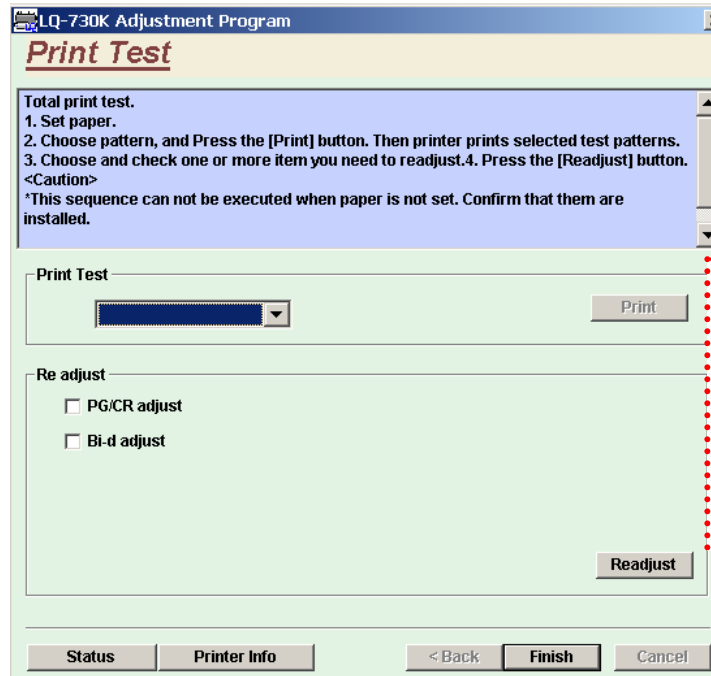 LQ-730K Adjustment Program
Print Test
Total print test.
1. Set paper.
2. Choose pattern, and Press the [Print] button. Then printer prints selected test patterns.
3. Choose and check one or more item you need to readjust.4. Press the [Readjust] button.
<Caution>
*This sequence can not be executed when paper is not set. Confirm that them are
installed.
Print Test
Print
Re adjust
PG/CR adjust
Bi-d adjust
Readjust
Status Printer Info < Back Finish Cancel